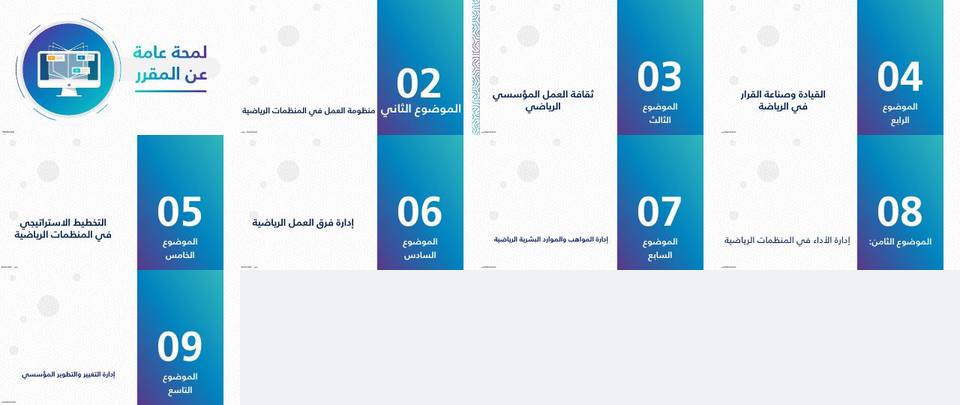 لمحة عامة
عن المقرر
02
الموضوع الثاني
منظومة العمل في المنظمات الرياضية
03
الموضوع
الثالث
ثقافة العمل المؤسسي
الرياضي
04
الموضوع
الرابع
القيادة وصناعة القرار
في الرياضة
05
الموضوع
الخامس
التخطيط الاستراتيجي
في المنظمات الرياضية
06
الموضوع
السادس
إدارة فرق العمل الرياضية
07
الموضوع
السابع
إدارة المواهب والموارد البشرية الرياضية
08
الموضوع الثامن:
إدارة الأداء في المنظمات الرياضية
09
الموضوع
التاسع
إدارة التغيير والتطوير المؤسسي